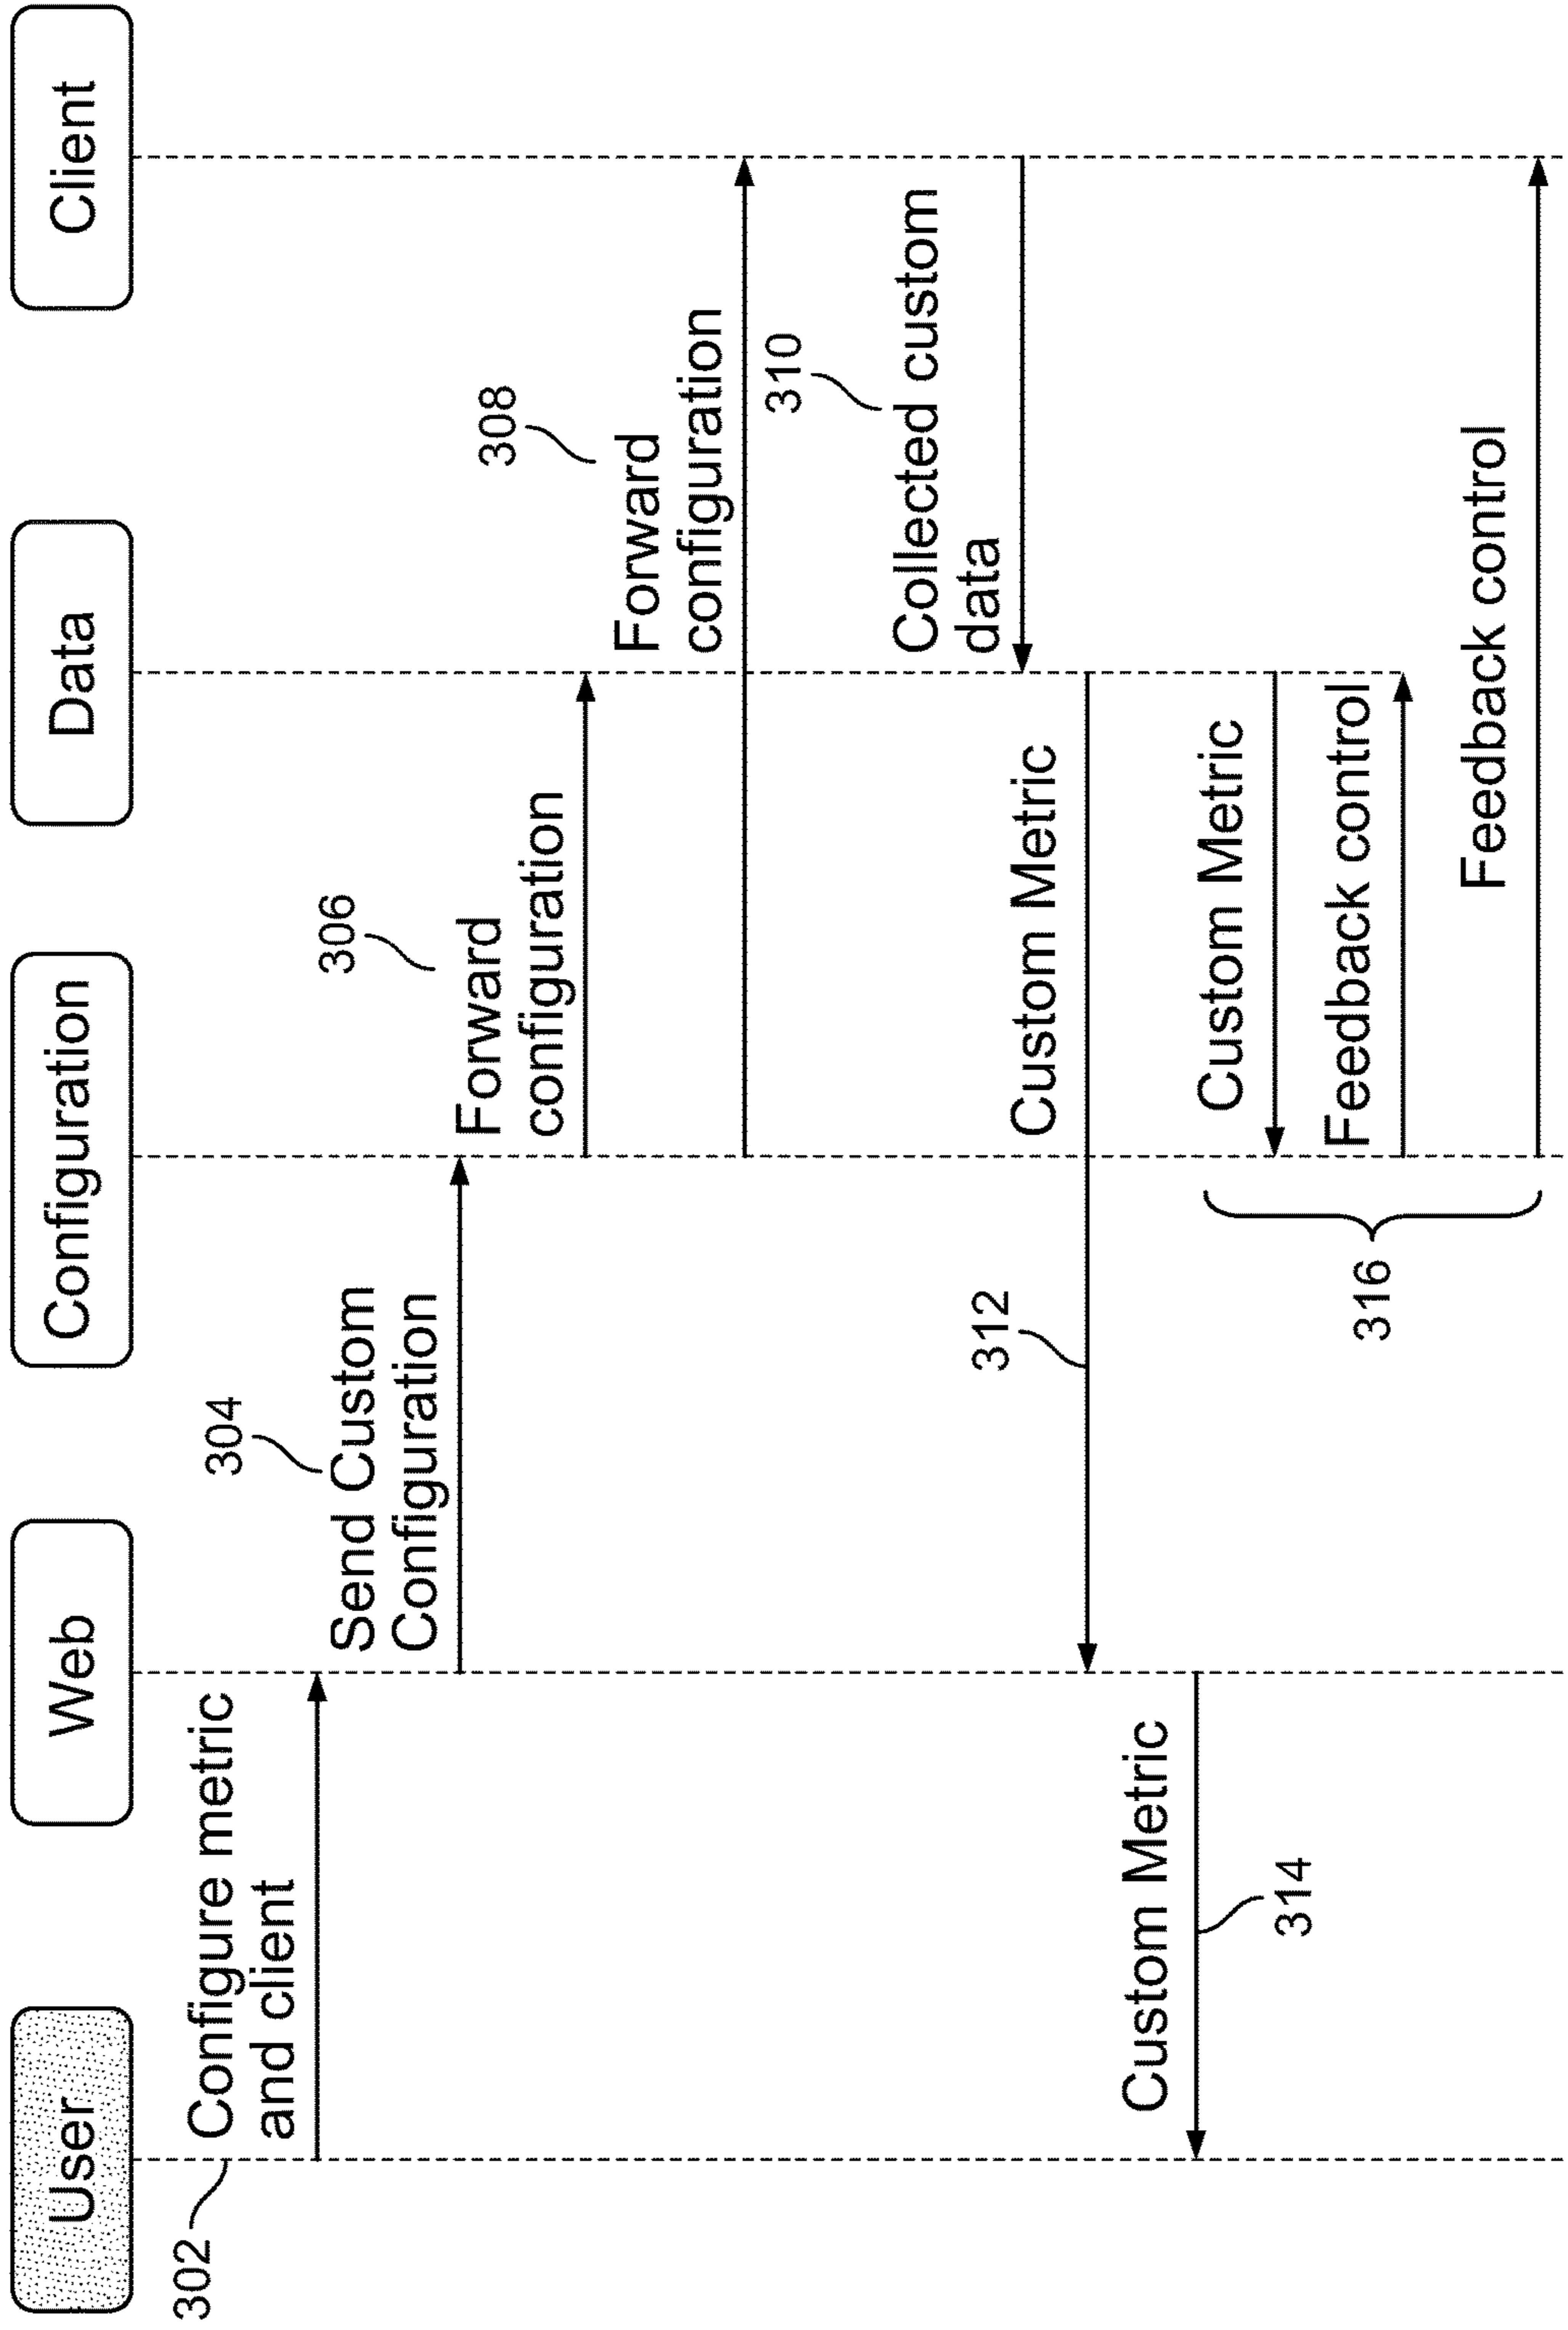 User
Web
Configuration
Data
Client
302
Configure metric
and client
304
Send Custom
Configuration
306
Forward
configuration
308
Forward
configuration
310
Collected custom
data
Custom Metric
312
Custom Metric
314
Custom Metric
Feedback control
Feedback control
316